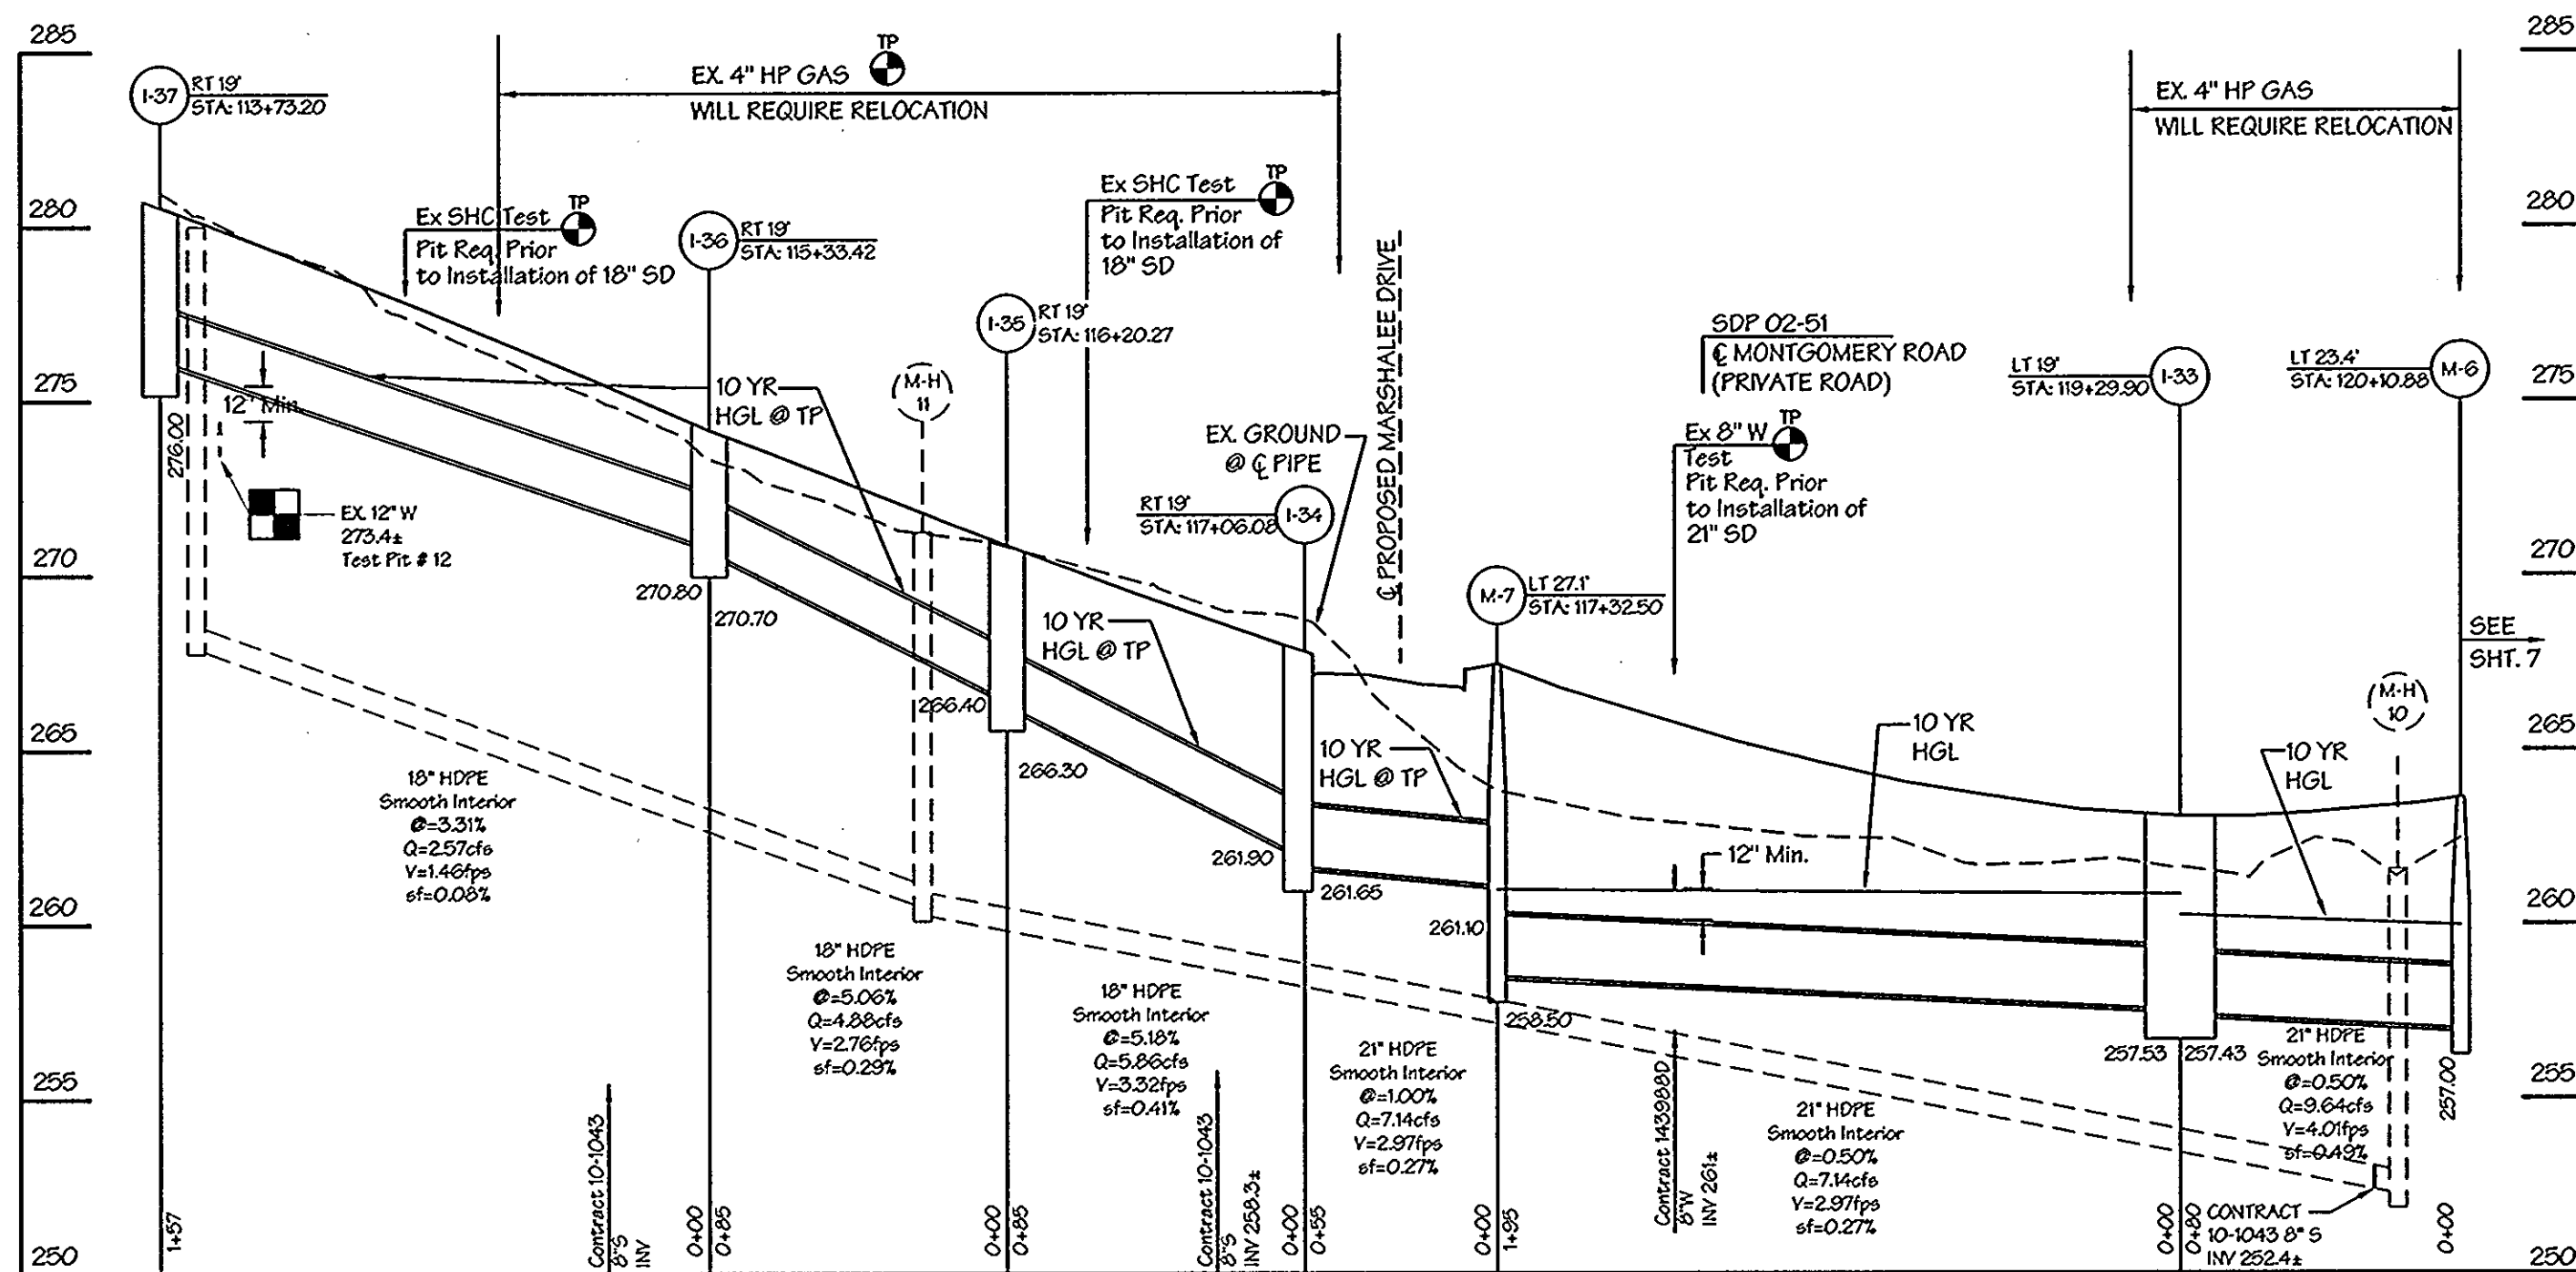 285
280
275
270
265
260
255
250
285
280
275
270
265
260
255
250
I-37
RT 19'
STA: 113+73.20
EX. 4" HP GAS
TP
WILL REQUIRE RELOCATION
EX. 4" HP GAS
WILL REQUIRE RELOCATION
Ex SHC Test
TP
Pit Req. Prior
to Installation of 18" SD
I-36
RT 19'
STA: 115+33.42
Ex SHC Test
TP
Pit Req. Prior
to Installation of
18" SD
I-35
RT 19'
STA: 116+20.27
℄ PROPOSED MARSHALEE DRIVE
SDP 02-51
℄ MONTGOMERY ROAD
(PRIVATE ROAD)
LT 19'
STA: 119+29.90
I-33
LT 23.4'
STA: 120+10.88
M-6
12" Min.
276.00
10 YR
HGL @ TP
M-H
11
EX. GROUND
@ ℄ PIPE
Ex 8" W
TP
Test
Pit Req. Prior
to Installation of
21" SD
EX. 12" W
273.4±
Test Pit # 12
RT 19'
STA: 117+06.08
I-34
270.80
270.70
10 YR
HGL @ TP
M-7
LT 27.1'
STA: 117+32.50
SEE
SHT. 7
M-H
10
266.40
266.30
10 YR
HGL @ TP
10 YR
HGL
10 YR
HGL
18" HDPE
Smooth Interior
@=3.31%
Q=2.57cfs
V=1.46fps
sf=0.08%
261.90
261.65
12" Min.
261.10
18" HDPE
Smooth Interior
@=5.06%
Q=4.88cfs
V=2.76fps
sf=0.29%
18" HDPE
Smooth Interior
@=5.18%
Q=5.86cfs
V=3.32fps
sf=0.41%
258.50
21" HDPE
Smooth Interior
@=1.00%
Q=7.14cfs
V=2.97fps
sf=0.27%
257.53
257.43
21" HDPE
Smooth Interior
@=0.50%
Q=9.64cfs
V=4.01fps
sf=0.49%
257.00
21" HDPE
Smooth Interior
@=0.50%
Q=7.14cfs
V=2.97fps
sf=0.27%
1+57
Contract 10-1043
8"S
INV
0+00
0+85
0+00
0+85
Contract 10-1043
8"S
INV 258.3±
0+00
0+55
0+00
1+95
Contract 143988D
8"W
INV 261±
0+00
0+80
CONTRACT
10-1043 8" S
INV 252.4±
0+00